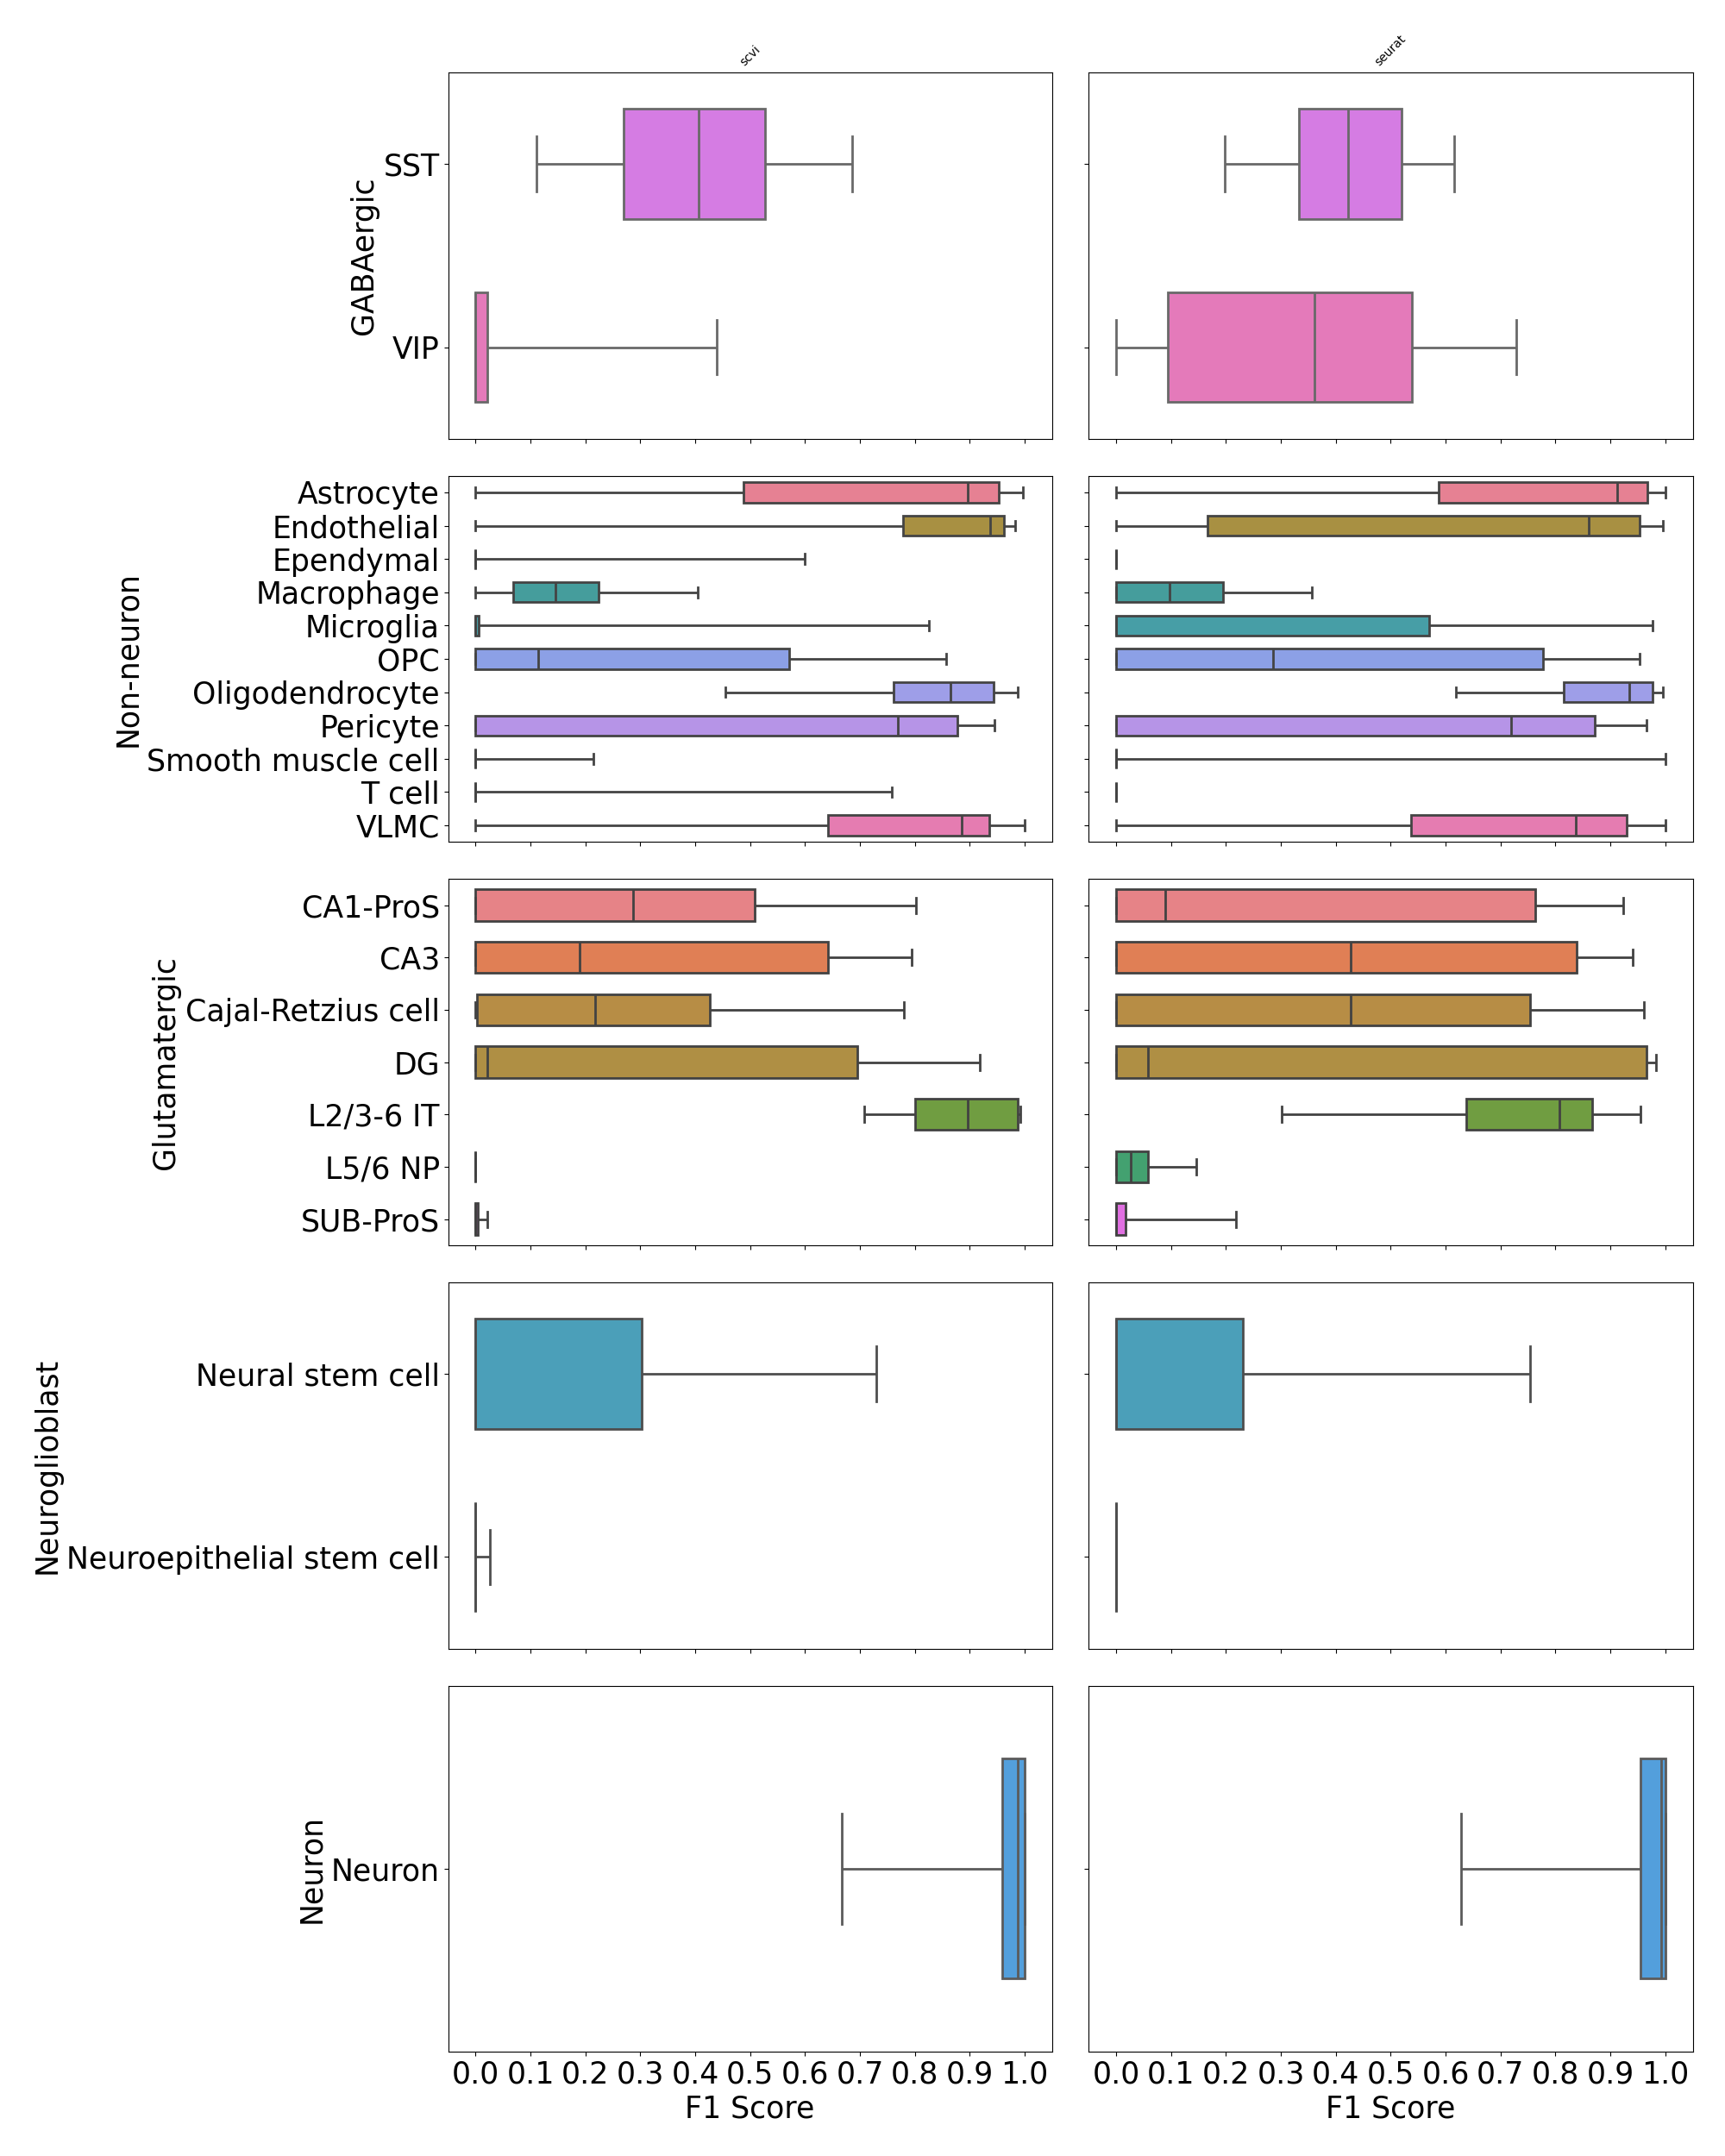 scvi
seurat
GABAergic
SST
VIP
Non-neuron
Astrocyte
Endothelial
Ependymal
Macrophage
Microglia
OPC
Oligodendrocyte
Pericyte
Smooth muscle cell
T cell
VLMC
Glutamatergic
CA1-ProS
CA3
Cajal-Retzius cell
DG
L2/3-6 IT
L5/6 NP
SUB-ProS
Neuroglioblast
Neural stem cell
Neuroepithelial stem cell
Neuron
Neuron
0.0 0.1 0.2 0.3 0.4 0.5 0.6 0.7 0.8 0.9 1.0
0.0 0.1 0.2 0.3 0.4 0.5 0.6 0.7 0.8 0.9 1.0
F1 Score
F1 Score